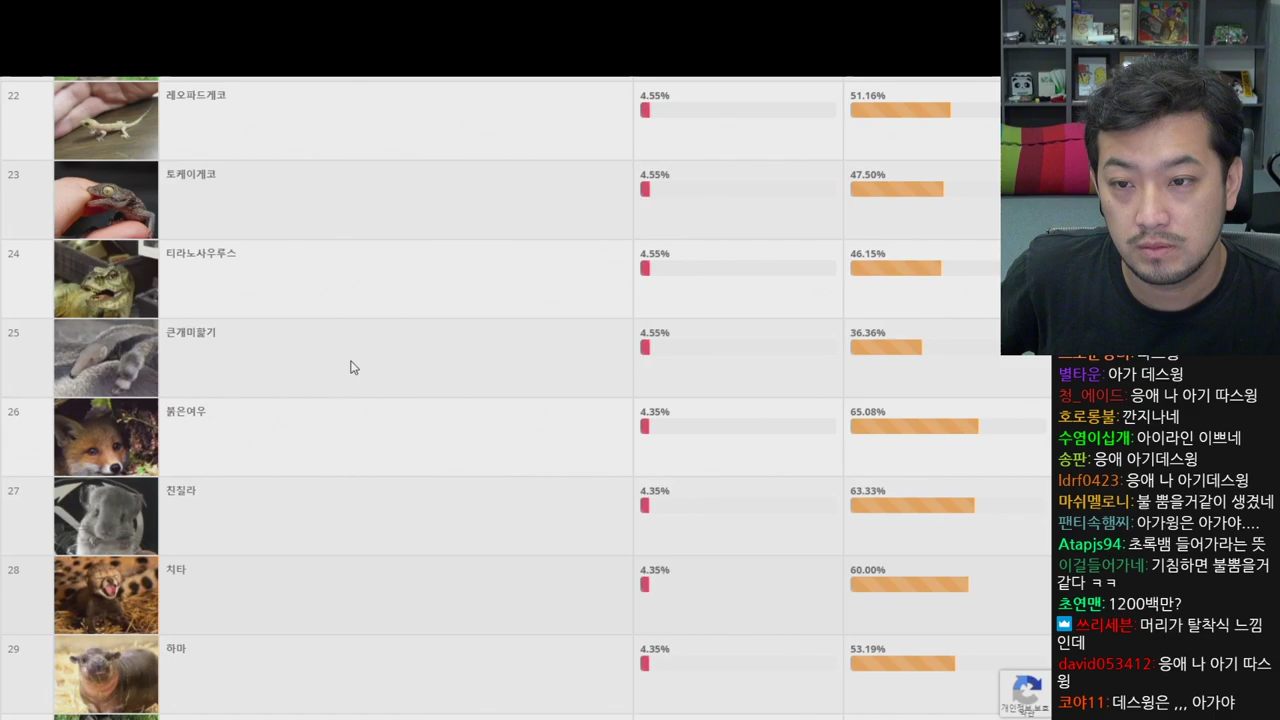 22
레오파드게코
4.55%
51.16%
23
토케이게코
4.55%
47.50%
24
티라노사우루스
4.55%
46.15%
25
큰개미핥기
4.55%
36.36%
26
붉은여우
4.35%
65.08%
27
친칠라
4.35%
63.33%
28
치타
4.35%
60.00%
29
하마
4.35%
53.19%
별타운: 아가 데스윙
청_에이드: 응애 나 아기 따스윙
호로롱불: 깐지나네
수염이십개: 아이라인 이쁘네
송판: 응애 아기데스윙
ldrf0423: 응애 나 아기데스윙
마쉬멜로니: 불 뿜을거같이 생겼네
팬티속햄찌: 아가윙은 아가야....
Atapjs94: 초록뱀 들어가라는 뜻
이걸들어가네: 기침하면 불뿜을거
같다 ㅋㅋ
초연맨: 1200백만?
쓰리세븐: 머리가 탈착식 느낌
인데
david053412: 응애 나 아기 따스
윙
코야11: 데스윙은 ,,, 아가야
개인정보 보호